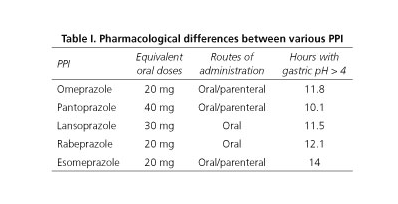 Table I. Pharmacological differences between various PPI
PPI Equivalent oral doses Routes of administration Hours with gastric pH > 4
Omeprazole 20 mg Oral/parenteral 11.8
Pantoprazole 40 mg Oral/parenteral 10.1
Lansoprazole 30 mg Oral 11.5
Rabeprazole 20 mg Oral 12.1
Esomeprazole 20 mg Oral/parenteral 14